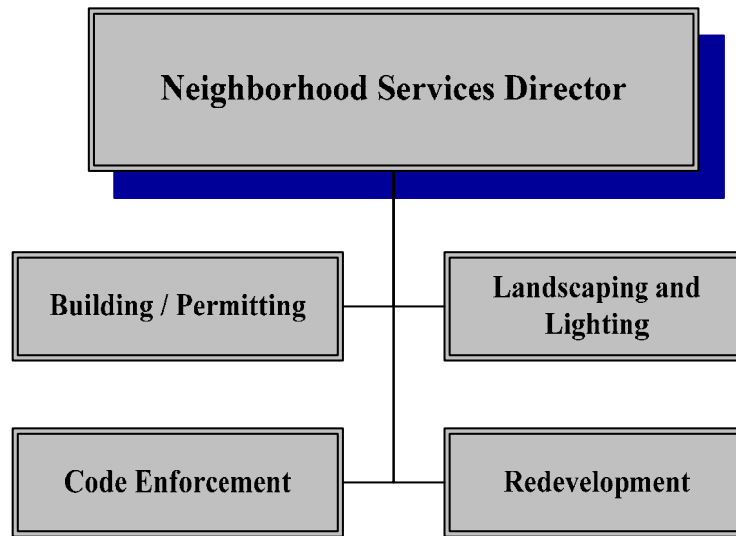 Neighborhood Services Director
Building / Permitting
Landscaping and
Lighting
Code Enforcement
Redevelopment